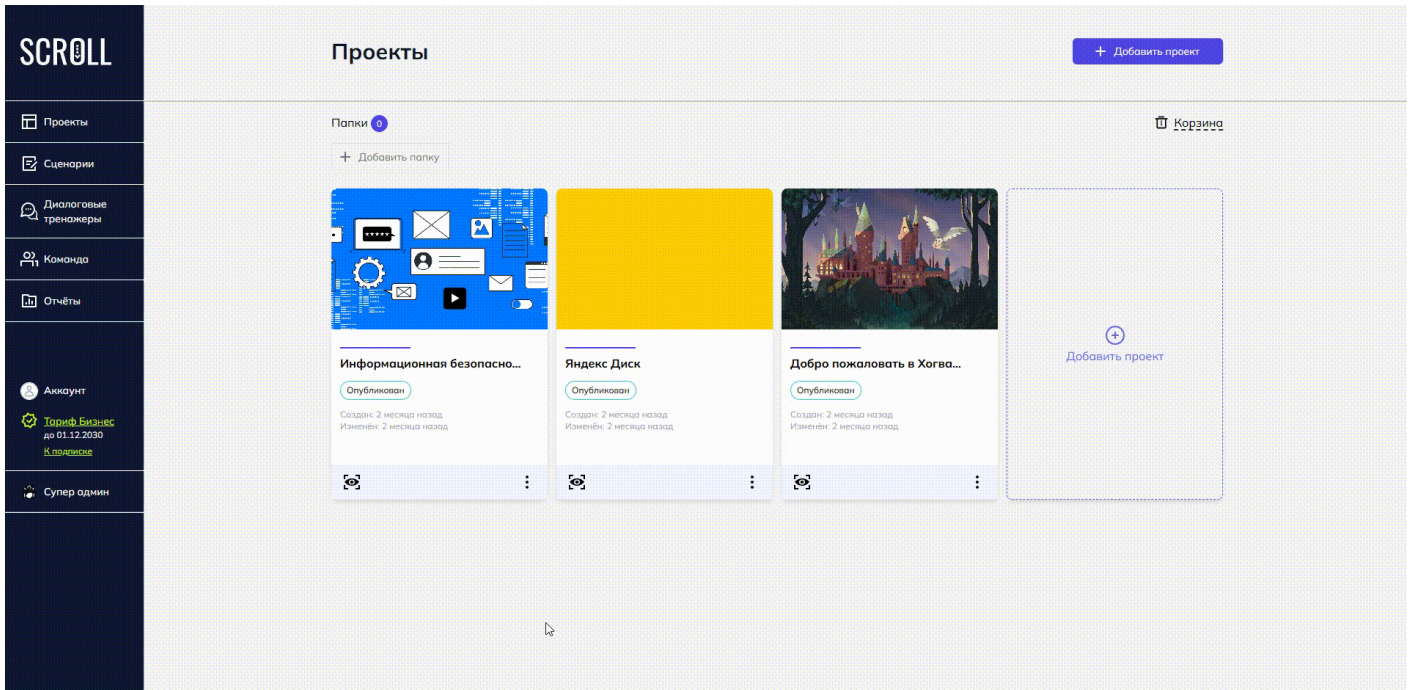 SCROLL
Проекты
Сценарии
Диалоговые
тренажеры
Команда
Отчёты
Аккаунт
Тариф Бизнес
до 01.12.2030
К подписке
Супер админ
Проекты
Добавить проект
Папки 0
Корзина
Добавить папку
Информационная безопасно...
Опубликован
Создан: 2 месяца назад
Изменён: 2 месяца назад
Яндекс Диск
Опубликован
Создан: 2 месяца назад
Изменён: 2 месяца назад
Добро пожаловать в Хогва...
Опубликован
Создан: 2 месяца назад
Изменён: 2 месяца назад
Добавить проект